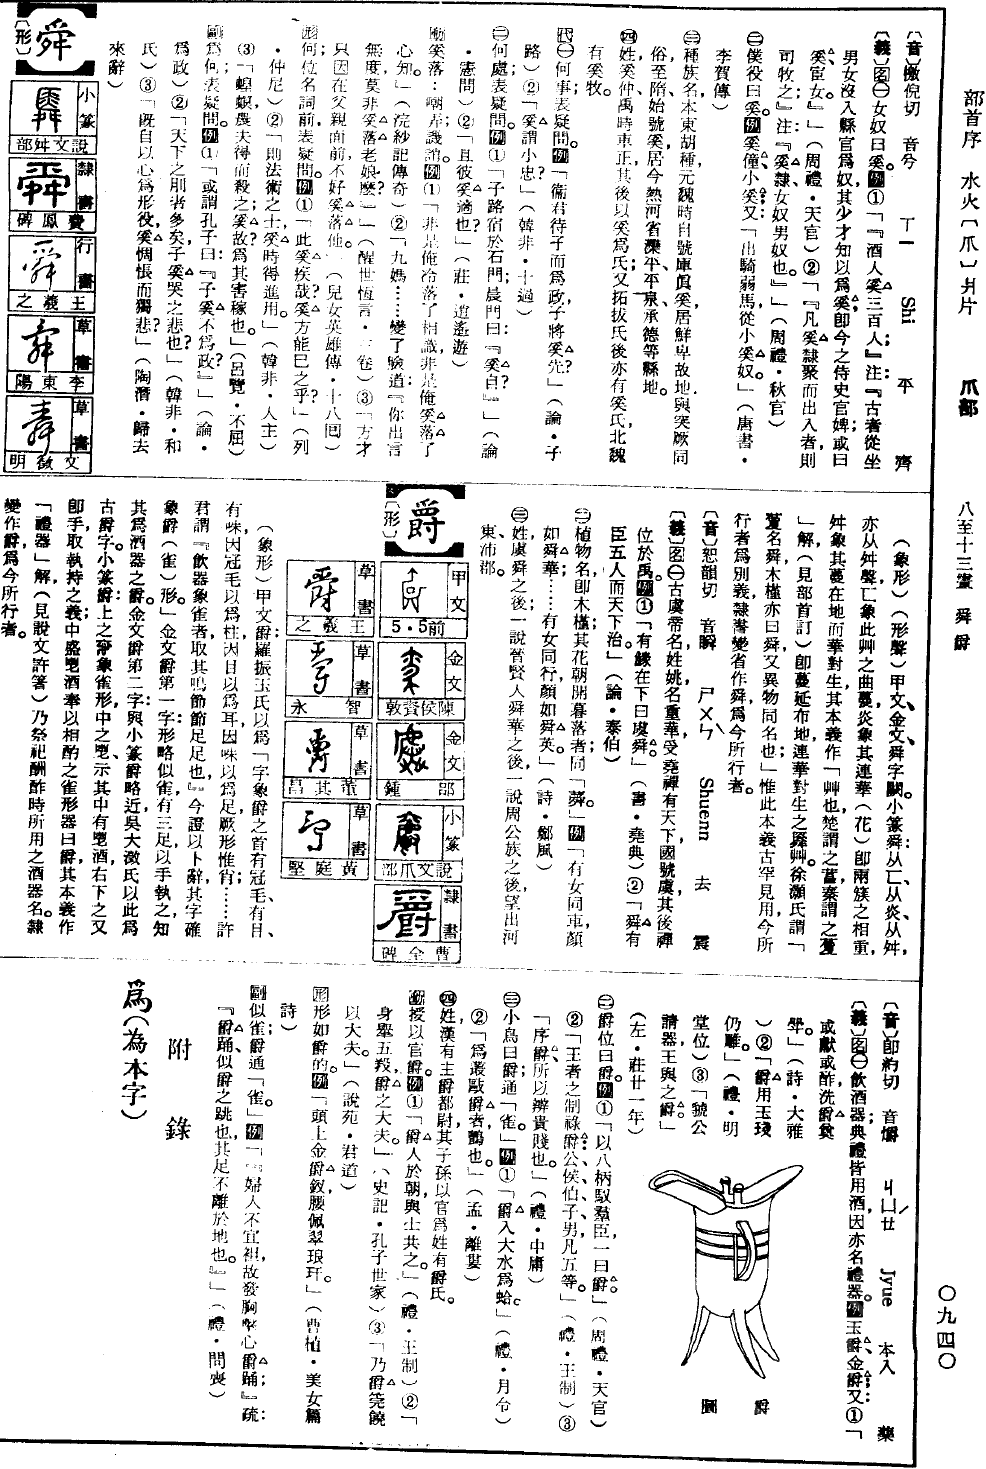 部首序　水火〔爪〕爿片　爪部　八至十三畫　舜　爵　〇九四〇
〔音〕慠倪切　音兮　ㄒㄧ　Shi　平　齊
〔義〕名㊀女奴曰奚。例①「『酒人奚三百人』注『古者從坐
男女沒入縣官為奴其少才知以為奚即今之侍史官婢；或曰
奚宦女』」（周禮‧天官）②「『凡奚隸聚而出入者，則
司牧之』注：『奚隸，女奴男奴也。』」（周禮‧秋官）
㊁僕役曰奚。例奚僮、小奚；又「出騎弱馬從小奚奴。」（唐書‧
李賀傳）
㊂種族名，本東胡種，元魏時自號庫真奚，居鮮卑故地，與突厥同
俗，至隋始號奚，居今熱河省灤平、平泉、承德等縣地。
㊃姓，奚仲禹時車正，其後以奚為氏；又拓拔氏後亦有奚氏，北魏
有奚牧。
代㊀何事，表疑問。例「衞君待子而為政，子將奚先？」（論‧子
路）②「奚謂小忠？」（韓非‧十過）
㊁何處，表疑問。例①「子路宿於石門；晨門曰：『奚自？』」（論
‧憲問）②「且彼奚適也？」（莊‧逍遙遊）
動奚落：嘲弄譏誚。例①「非是俺冷落了相識，非是俺奚落了
心知。」（浣紗記傳奇）②「九媽……變了臉道：『你出言
無度，莫非奚落老娘麼？』」（醒世恆言‧三卷）③「方才
只因在父親面前，不好奚落他。」（兒女英雄傳‧十八回）
形何，位名詞前，表疑問。例①「此奚疾哉？奚方能已之乎？」（列
‧仲尼）②「則法術之士，奚時得進用。」（韓非‧人主）
③「蝗螟，農夫得而殺之，奚故？為其害稼也。」（呂覽‧不屈）
副為何，表疑問。例①「或謂孔子曰：『子奚不為政？』」（論‧
為政）②「天下之刖者多矣，子奚哭之悲也？」（韓非‧和
氏）③「既自以心為形役，奚惆悵而獨悲？」（陶潛‧歸去
來辭）
舜〔形〕
小篆　說文舛部
隸書　費鳳碑
行書　王羲之
草書　李東陽
草書　文徵明
（象形）（形聲）甲文、金文舜字闕。小篆舜：从匚、从炎、从舛，
亦从舛聲；匚象此艸之曲蔓，炎象其連華（花）即兩簇之相重，
舛象其蔓在地而華對生，其本義作「艸也，楚謂之葍，秦謂之藑
」解（見部首訂），即蔓延布地連華對生之蕣艸。徐灝氏謂「
藑名舜，木槿亦曰舜，又異物同名也」；惟此本義古罕見用，今所
行者為別義，隸書變省作舜，為今所行者。
〔音〕恕韻切　音瞬　ㄕㄨㄣˋ　Shuenn　去　震
〔義〕名㊀古虞帝名，姓姚名重華，受堯禪有天下，國號虞，其後禪
位於禹。例①「有鰥在下曰虞舜。」（書‧堯典）②「舜有
臣五人而天下治。」（論‧泰伯）
㊁植物名，即木槿，其花朝開暮落者；同「蕣」。例「有女同車，顏
如舜華；……有女同行，顏如舜英。」（詩‧鄭風）
㊂姓，虞舜之後，一說晉賢人舜華之後，一說周公族之後，望出河
東、沛郡。
爵〔形〕
甲文　前5‧5
金文　陳侯賁敦
金文　部鐘
小篆　說文爪部
隸書　曹全碑
草書　王羲之
草書　智永
草書　董其昌
草書　黃庭堅
（象形）甲文爵：羅振玉氏以為「字象爵之首，有冠毛、有目、
有咮，因冠毛以為柱，因目以為耳，因咮以為足，厥形惟肖；……許
君謂『飲器象雀者，取其鳴節節足足也。』今證以卜辭，其字確
象爵（雀）形」。金文爵第一字：形略似雀有三足，以手執之，知
其為酒器之爵。金文爵第二字：與小篆爵略近，吳大澂氏以此為
古爵字。小篆爵：上之象雀形，中之鬯，示其中有鬯酒，右下之又，
即手取執持之義，中盛鬯酒奉以相酌之雀形器曰爵，其本義作
「禮器」解（見說文許箸），乃祭祀酬酢時所用之酒器名。隸
變作爵，為今所行者。
〔音〕即約切　音爝　ㄐㄩㄝˊ　Jyue　本入　藥
〔義〕名㊀飲酒器；典禮皆用酒，因亦名禮器。例玉爵、金爵；又①「
或獻或酢，洗爵奠
斝。」（詩‧大雅
）②「爵用玉琖
仍雕」（禮‧明
堂位）③「虢公
請器，王與之爵。」
（左‧莊廿一年）
爵圖
㊁爵位曰爵。例①「以八柄馭羣臣，一曰爵。」（周禮‧天官）
②「王者之制祿爵，公侯伯子男凡五等。」（禮‧王制）③
「序爵，所以辨貴賤也。」（禮‧中庸）
㊂小鳥曰爵；通「雀」。例①「爵入大水為蛤。」（禮‧月令）
②「為叢敺爵者，鸇也。」（孟‧離婁）
㊃姓，漢有主爵都尉，其子孫以官為姓，有爵氏。
動授以官爵。例①「爵人於朝，與士共之。」（禮‧王制）②「
身舉五羖，爵之大夫。」（史記‧孔子世家）③「乃爵筦饒
以大夫。」（說苑‧君道）
形形如爵的。例「頭上金爵釵，腰佩翠琅玕。」（曹植‧美女篇
詩）
副似雀爵；通「雀」。例「『婦人不宜袒，故發胸、擊心、爵踊』；疏：
『爵踊似爵之跳也，其足不離於地也。』」（禮‧問喪）
附錄
為（為本字）